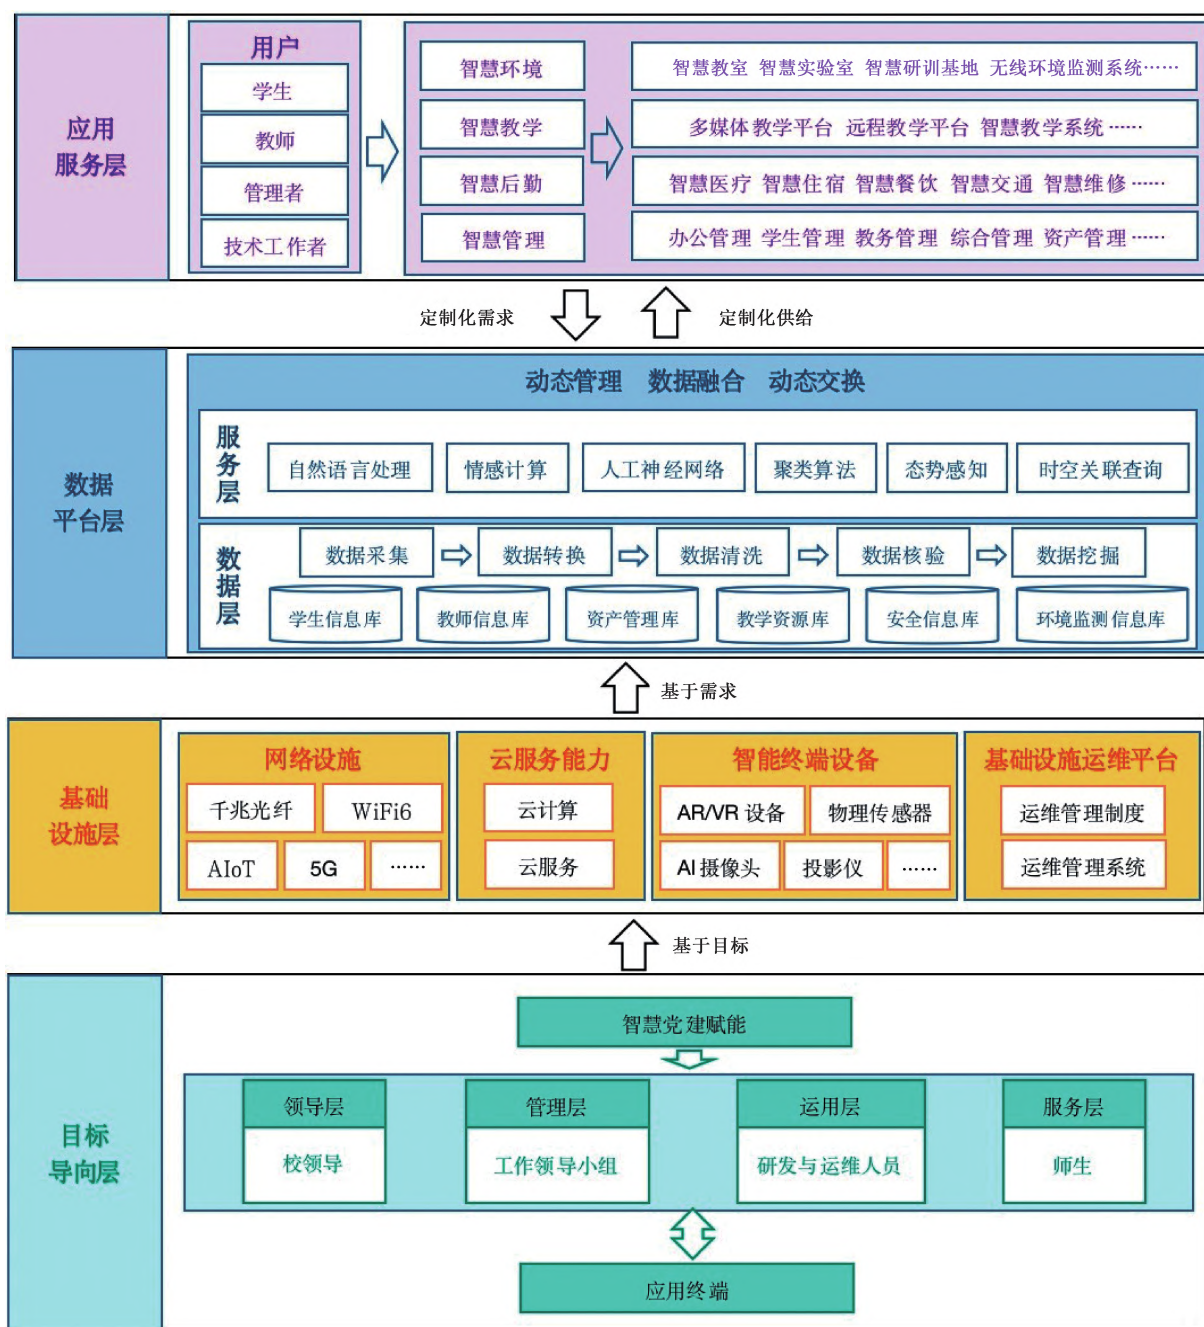 应用
服务层
用户
学生
教师
管理者
技术工作者
智慧环境
智慧教学
智慧后勤
智慧管理
智慧教室 智慧实验室 智慧研训基地 无线环境监测系统……
多媒体教学平台 远程教学平台 智慧教学系统……
智慧医疗 智慧住宿 智慧餐饮 智慧交通 智慧维修……
办公管理 学生管理 教务管理 综合管理 资产管理……
定制化需求
定制化供给
数据
平台层
动态管理 数据融合 动态交换
服务层
自然语言处理
情感计算
人工神经网络
聚类算法
态势感知
时空关联查询
数据层
数据采集
数据转换
数据清洗
数据核验
数据挖掘
学生信息库
教师信息库
资产管理库
教学资源库
安全信息库
环境监测信息库
基于需求
基础
设施层
网络设施
千兆光纤
WiFi6
AIoT
5G
……
云服务能力
云计算
云服务
智能终端设备
AR/VR 设备
物理传感器
AI 摄像头
投影仪
……
基础设施运维平台
运维管理制度
运维管理系统
基于目标
目标
导向层
智慧党建赋能
领导层
校领导
管理层
工作领导小组
运用层
研发与运维人员
服务层
师生
应用终端